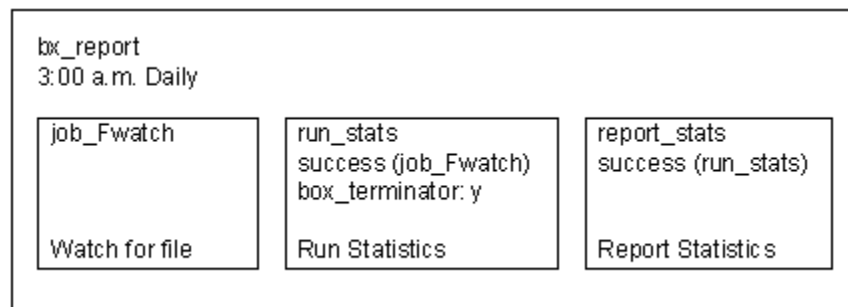 bx_report
3:00 a.m. Daily
job_Fwatch
Watch for file
run_stats
success (job_Fwatch)
box_terminator: y
Run Statistics
report_stats
success (run_stats)
Report Statistics